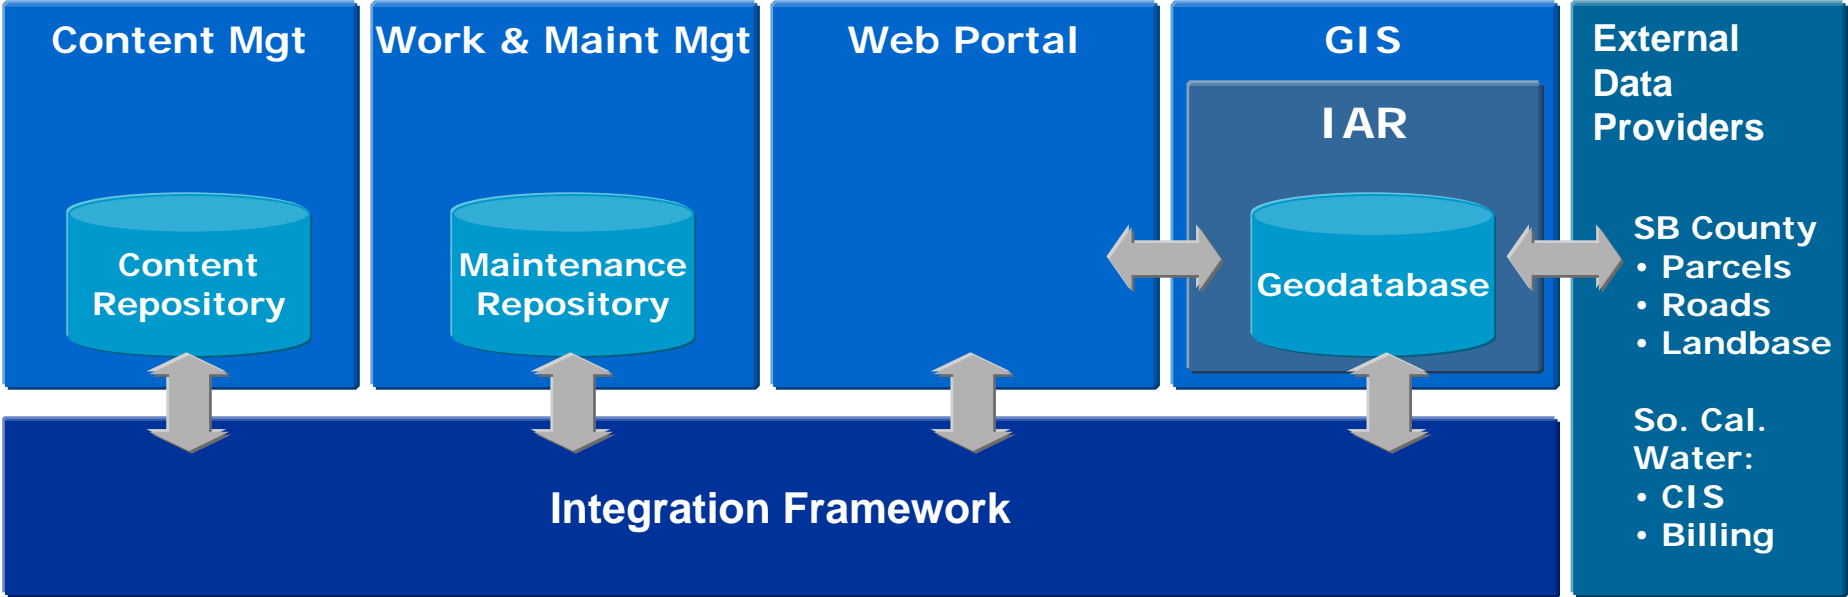 Content Mgt
Work & Maint Mgt
Web Portal
GIS
IAR
External
Data
Providers
Content
Repository
Maintenance
Repository
Geodatabase
SB County
• Parcels
• Roads
• Landbase
So. Cal.
Water:
• CIS
• Billing
Integration Framework